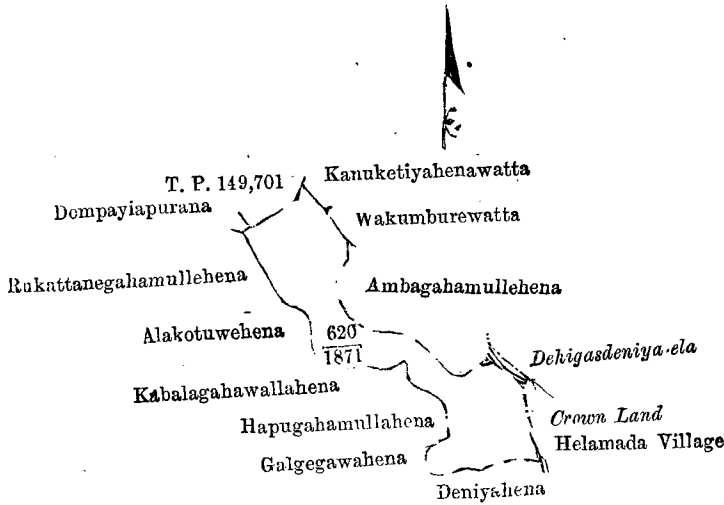 T. P. 149,701
Kanuketiyahenawatta
Dompayiapurana
Wakumburewatta
Rukattanegahamullehena
Ambagahamullehena
Alakotuwehena
620
1871
Dehigasdeniya-ela
Kabalagahawallahena
Crown Land
Hapugahamullahena
Helamada Village
Galgegawahena
Deniyahena